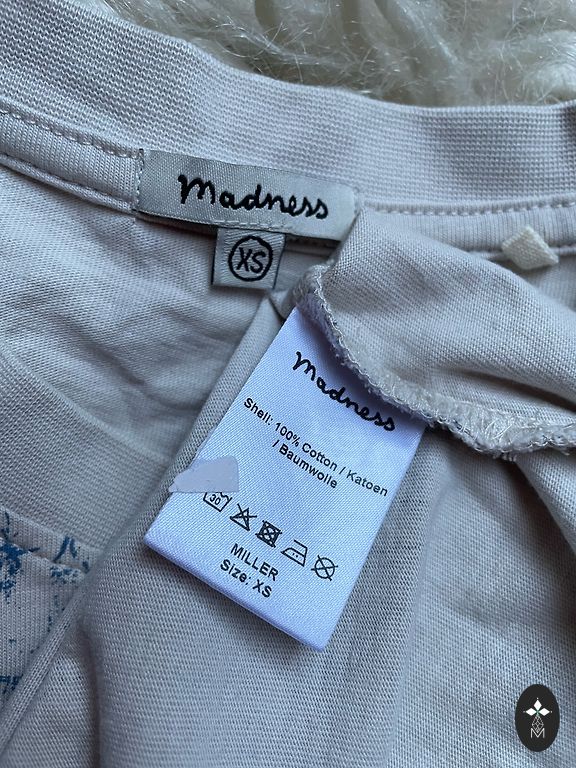 madness
XS
madness
Shell: 100% Cotton / Katoen
/ Baumwolle
30
MILLER
Size: XS
M